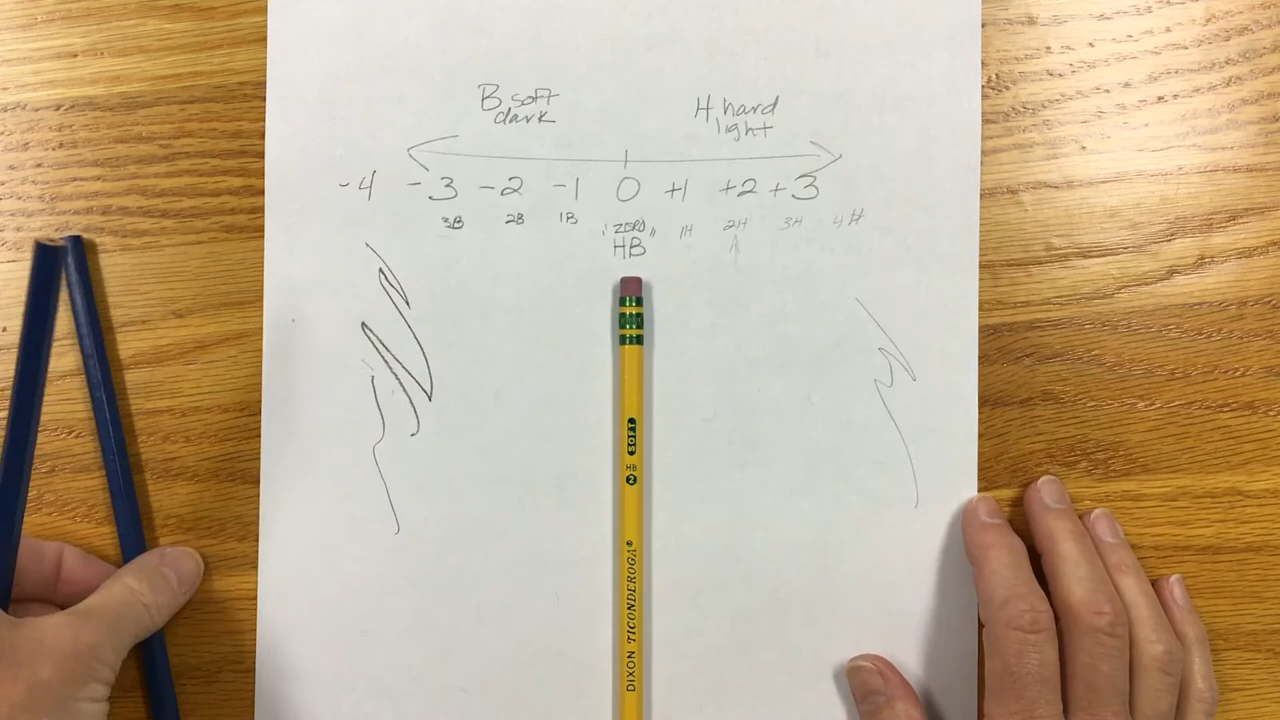 B soft
dark
H hard
light
-4 -3 -2 -1 0 +1 +2 +3
3B 2B 1B "ZERO" 1H 2H 3H 4H
HB
SOFT
HB
2
DIXON TICONDEROGA®